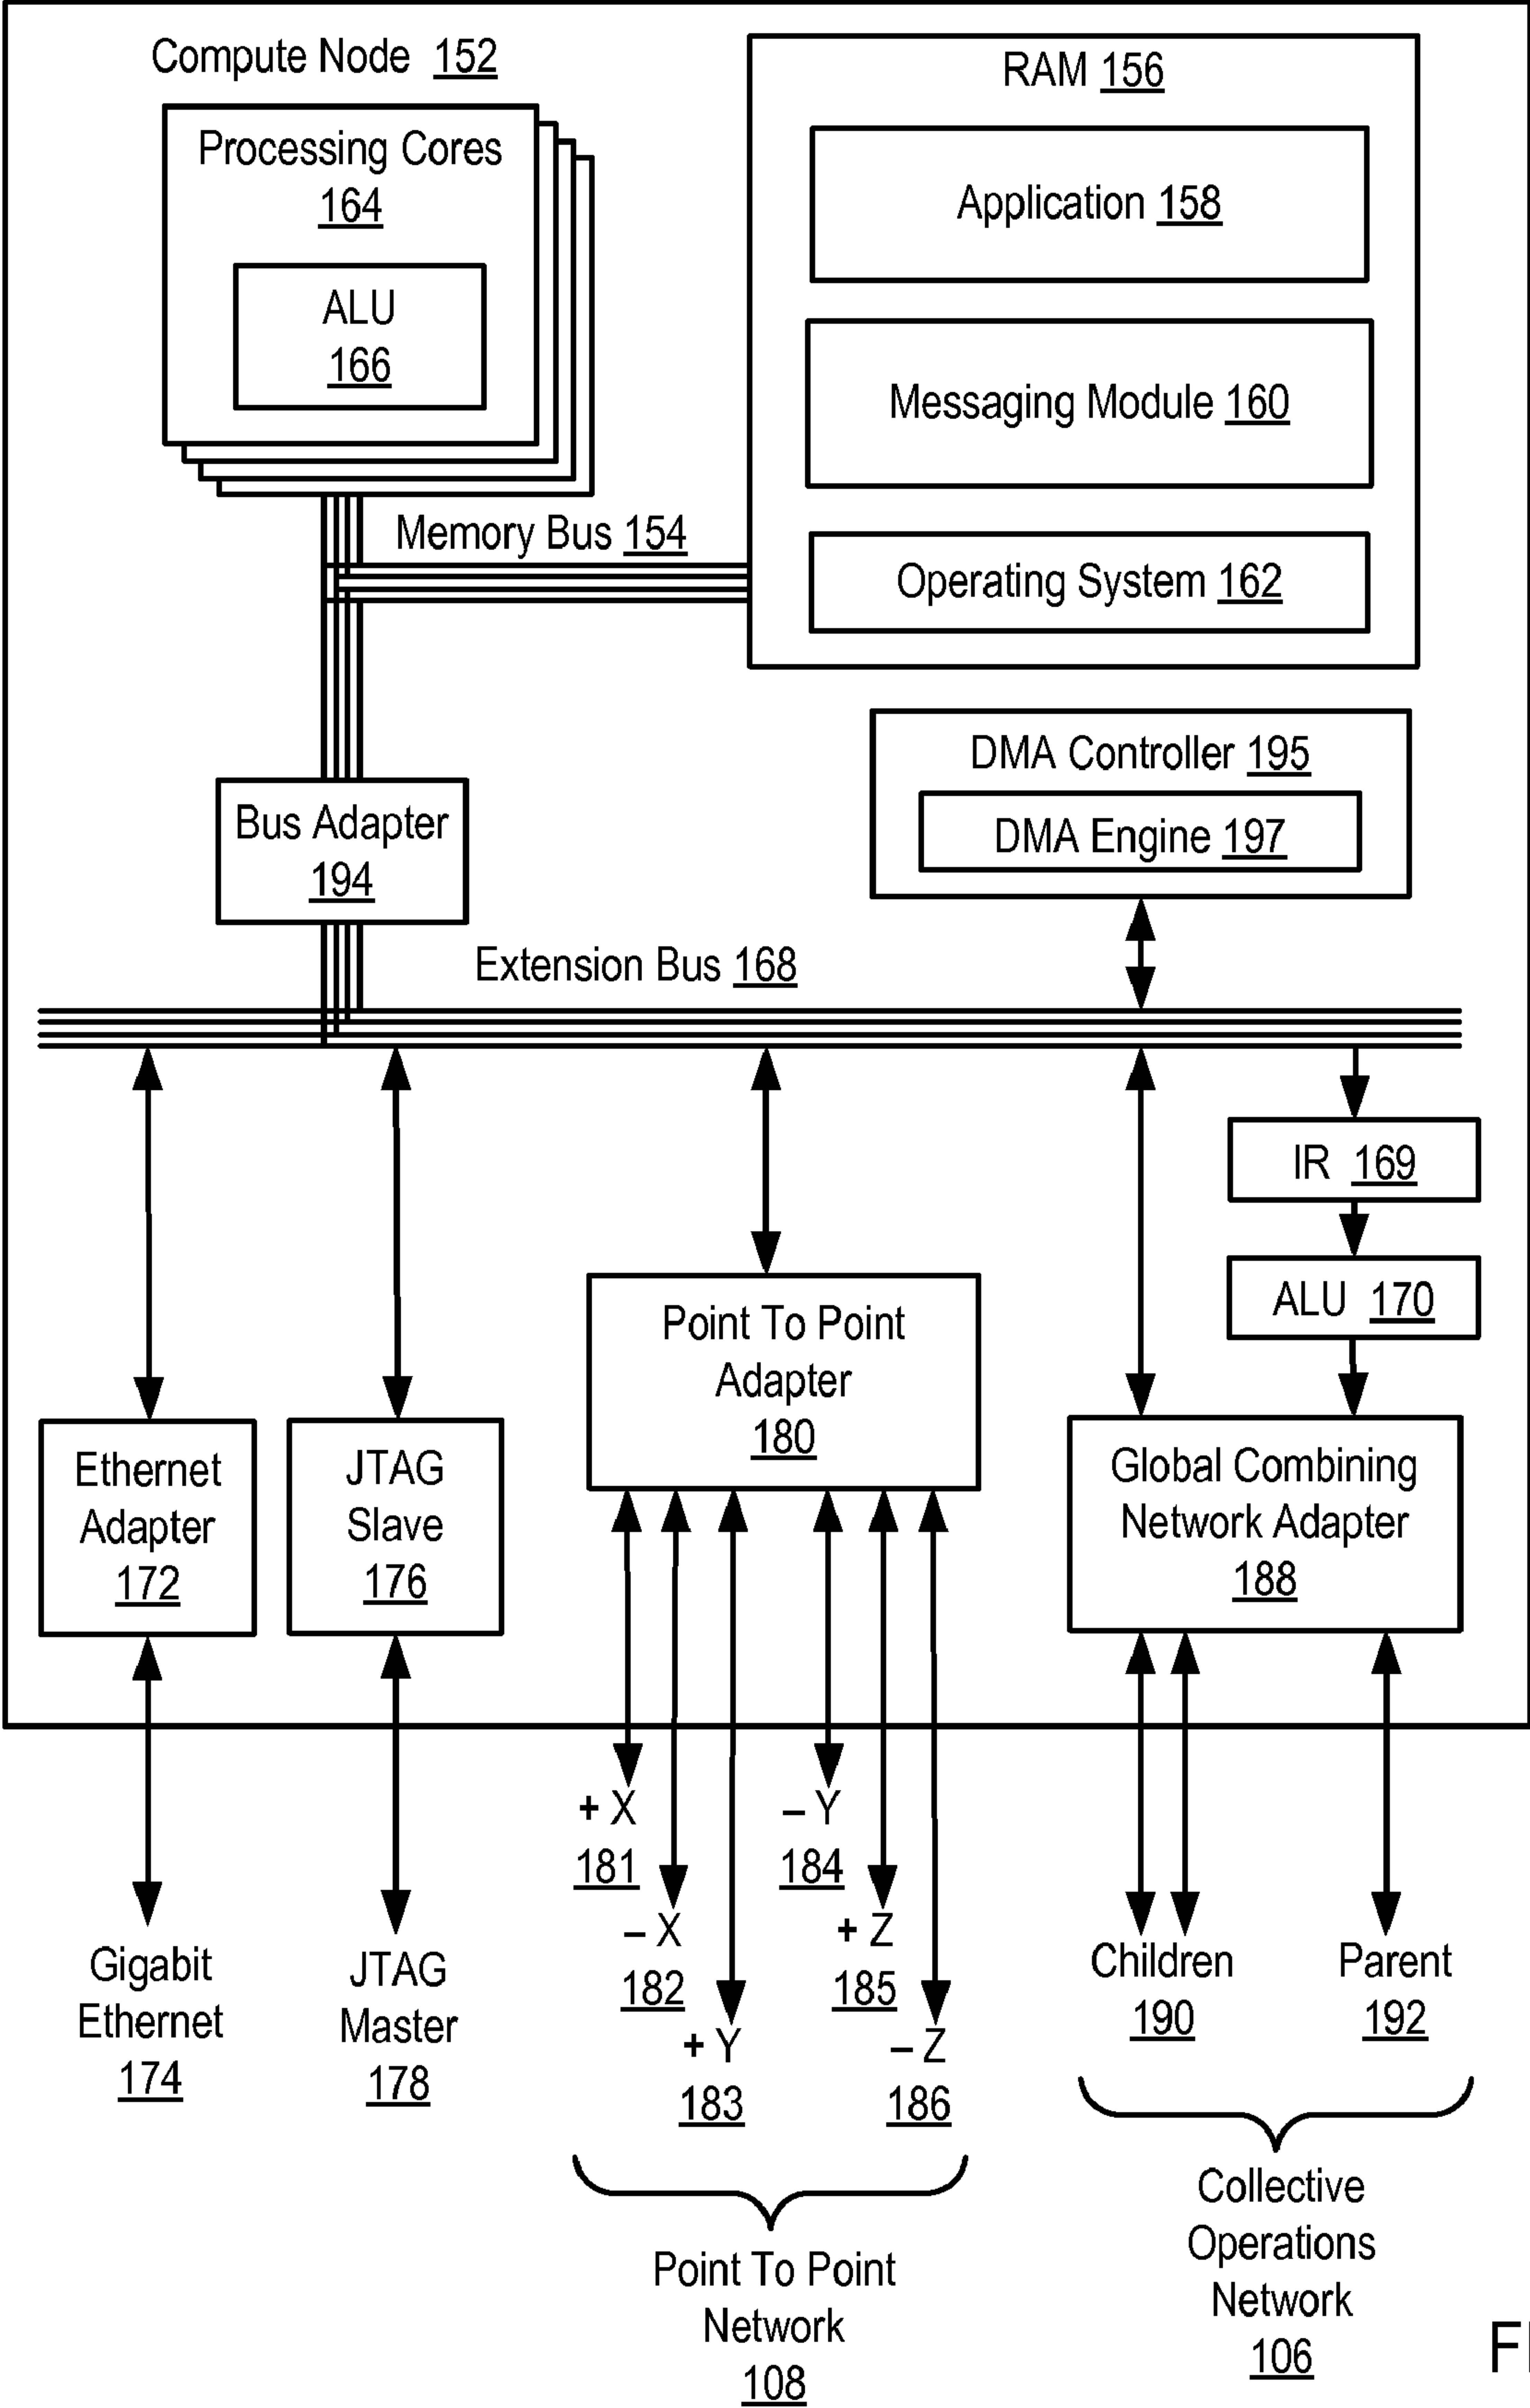 Compute Node 152
Processing Cores
164
ALU
166
RAM 156
Application 158
Messaging Module 160
Operating System 162
Memory Bus 154
DMA Controller 195
DMA Engine 197
Bus Adapter
194
Extension Bus 168
IR 169
ALU 170
Point To Point
Adapter
180
Ethernet
Adapter
172
JTAG
Slave
176
Global Combining
Network Adapter
188
+ X
181
– X
182
+ Y
183
– Y
184
+ Z
185
– Z
186
Gigabit
Ethernet
174
JTAG
Master
178
Children
190
Parent
192
Point To Point
Network
108
Collective
Operations
Network
106